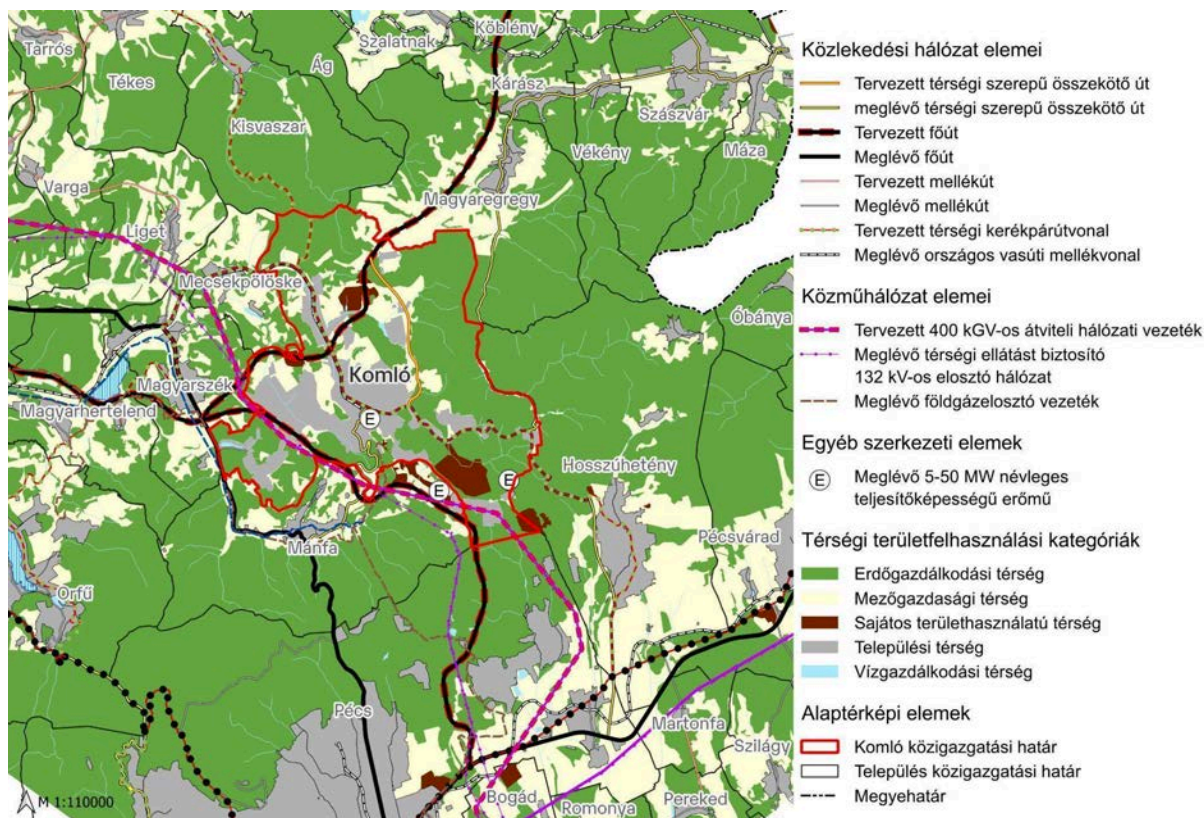 Tarrós
Tékes
Ág
Szalatnak
Köblény
Kárász
Szászvár
Máza
Kisvaszar
Vékény
Varga
Magyaregregy
Liget
Mecsekpölöske
Óbánya
Magyarszék
Komló
Magyarhertelend
E
Hosszúhetény
E
E
Mánfa
Pécsvárad
Orfű
Pécs
Martonfa
Szilágy
Bogád
Romonya
Pereked
M 1:110000
Közlekedési hálózat elemei
Tervezett térségi szerepű összekötő út
meglévő térségi szerepű összekötő út
Tervezett főút
Meglévő főút
Tervezett mellékút
Meglévő mellékút
Tervezett térségi kerékpárútvonal
Meglévő országos vasúti mellékvonal
Közműhálózat elemei
Tervezett 400 kGV-os átviteli hálózati vezeték
Meglévő térségi ellátást biztosító
132 kV-os elosztó hálózat
Meglévő földgázelosztó vezeték
Egyéb szerkezeti elemek
E Meglévő 5-50 MW névleges
teljesítőképességű erőmű
Térségi területfelhasználási kategóriák
Erdőgazdálkodási térség
Mezőgazdasági térség
Sajátos területhasználatú térség
Települési térség
Vízgazdálkodási térség
Alaptérképi elemek
Komló közigazgatási határ
Település közigazgatási határ
Megyehatár